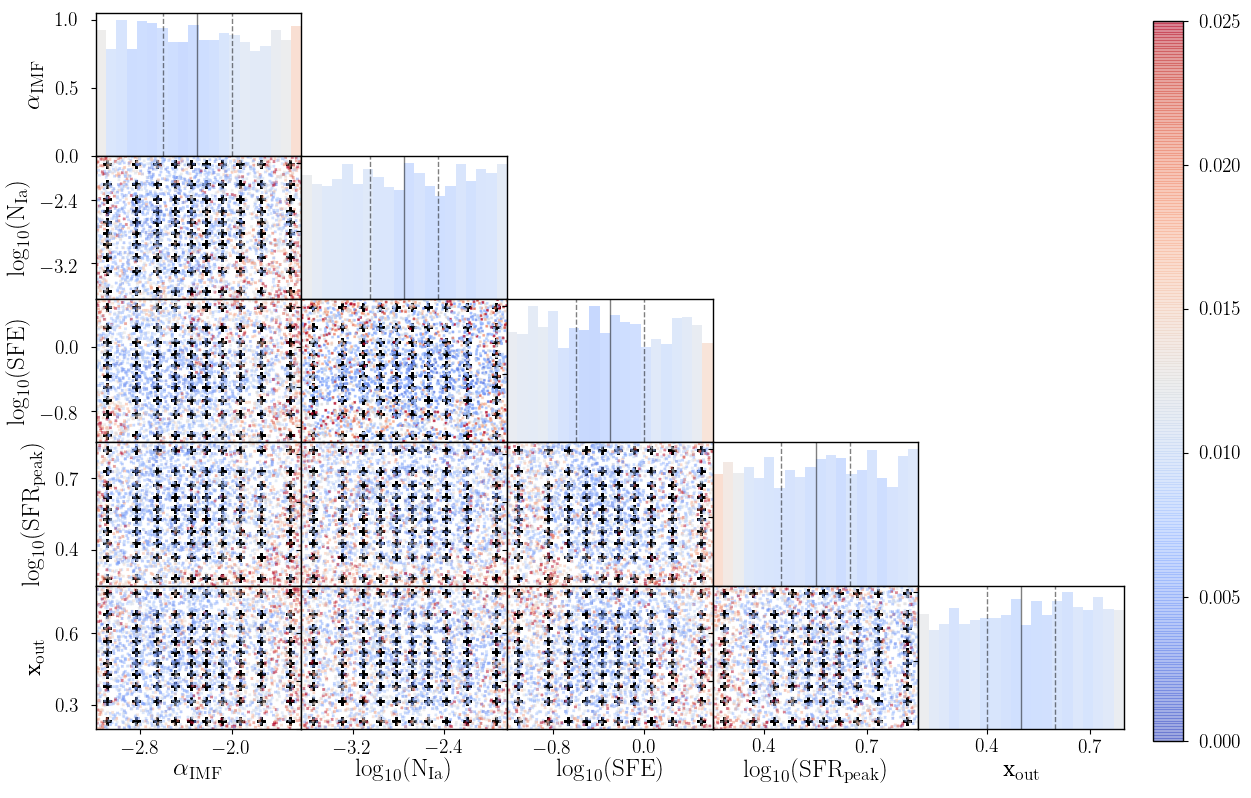 1.0
0.5
0.0
α_IMF
−2.4
−3.2
log₁₀(N_Ia)
0.0
−0.8
log₁₀(SFE)
0.7
0.4
log₁₀(SFR_peak)
0.6
0.3
x_out
−2.8 −2.0 −3.2 −2.4 −0.8 0.0 0.4 0.7 0.4 0.7
α_IMF log₁₀(N_Ia) log₁₀(SFE) log₁₀(SFR_peak) x_out
0.025
0.020
0.015
0.010
0.005
0.000